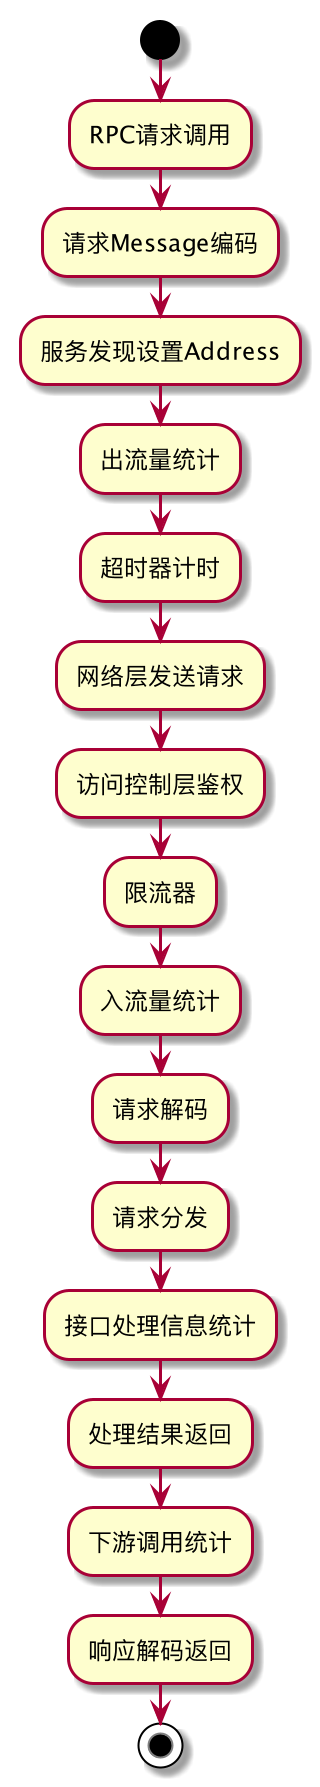 RPC请求调用
请求Message编码
服务发现设置Address
出流量统计
超时器计时
网络层发送请求
访问控制层鉴权
限流器
入流量统计
请求解码
请求分发
接口处理信息统计
处理结果返回
下游调用统计
响应解码返回